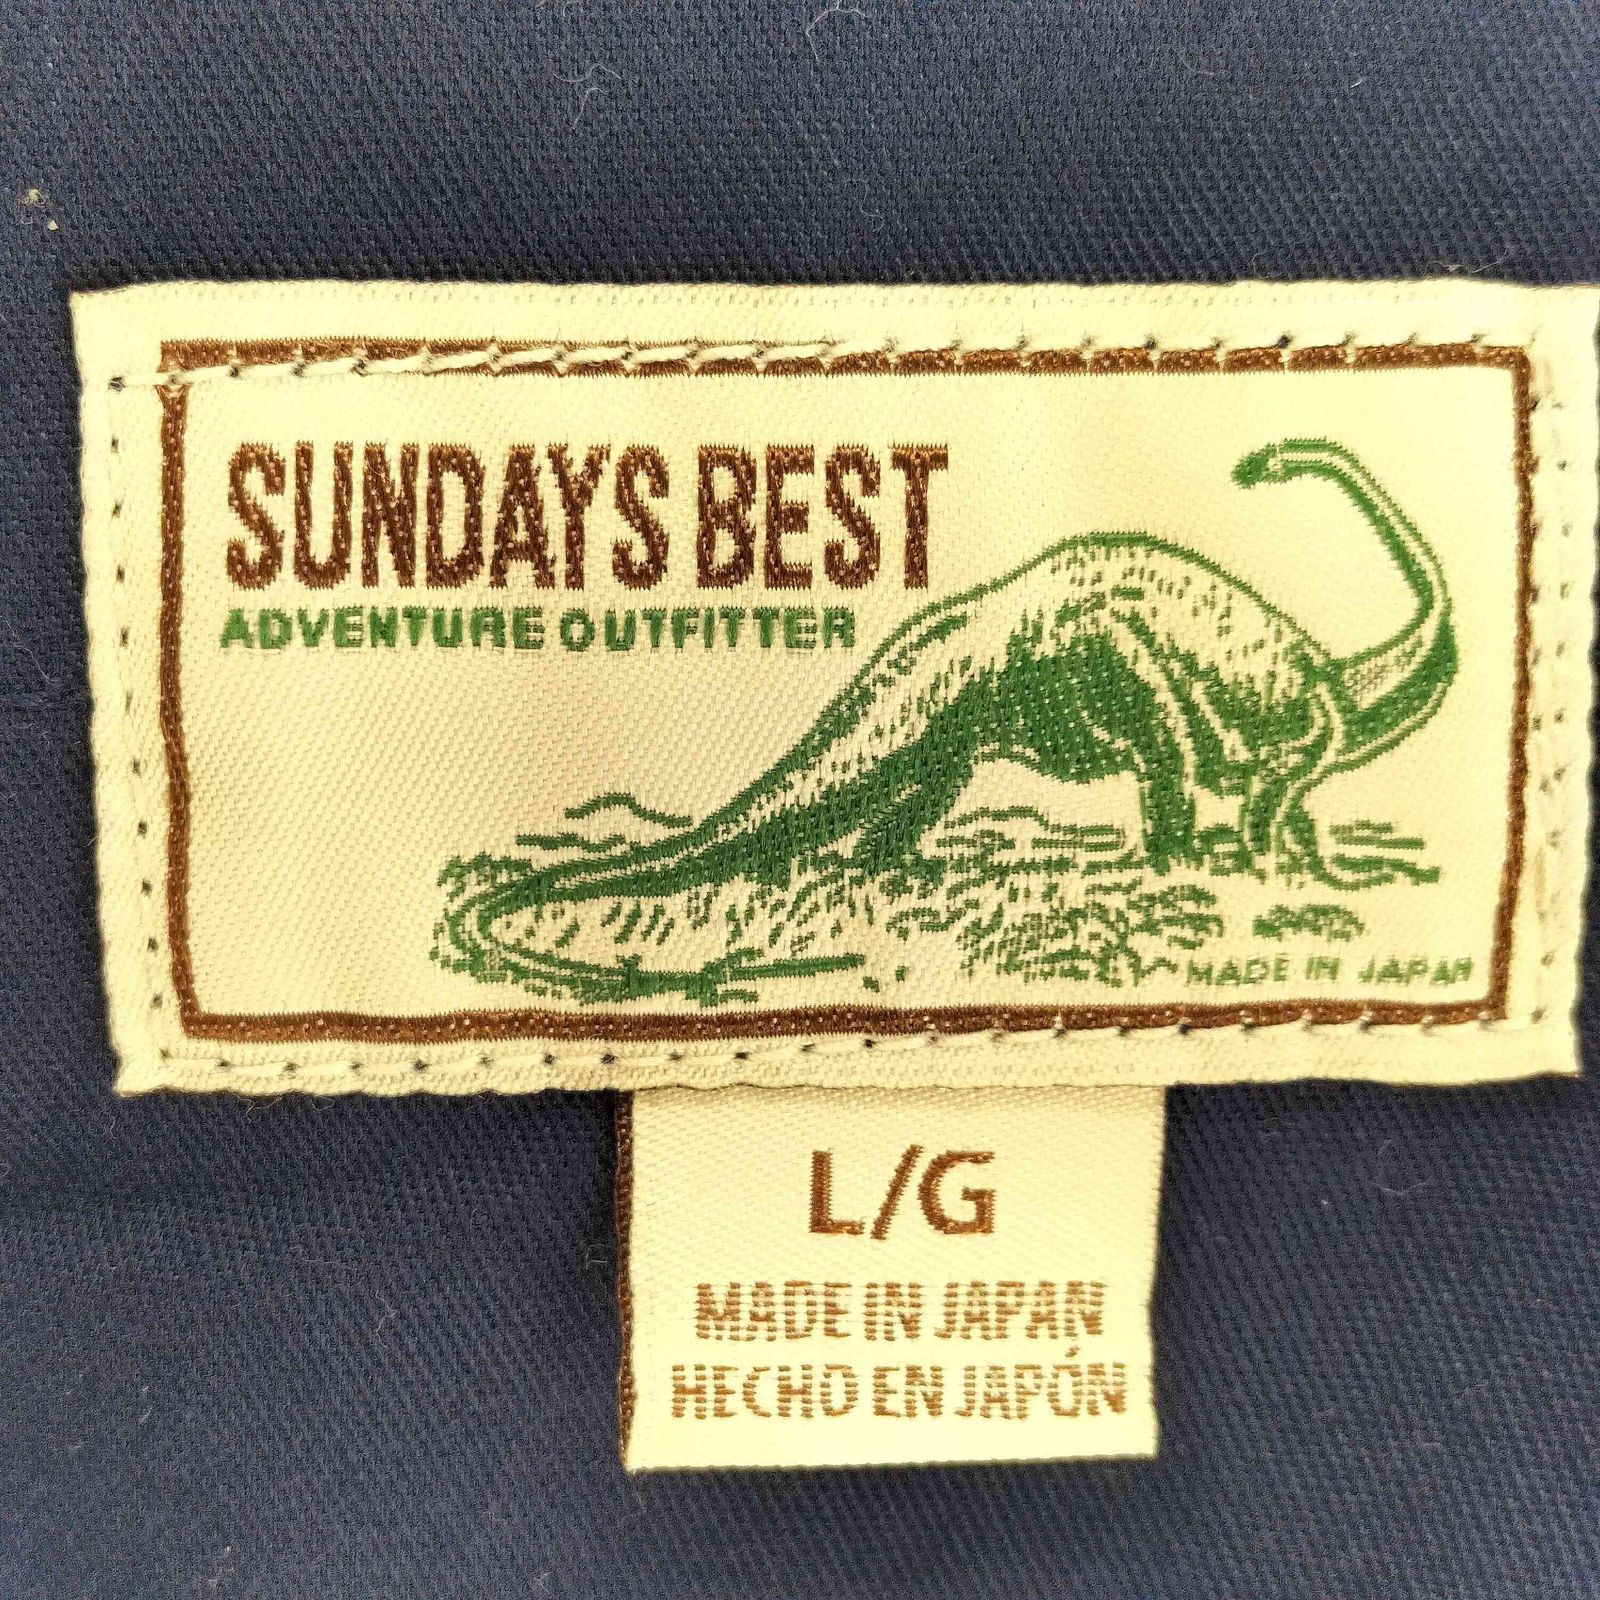 SUNDAYS BEST
ADVENTURE OUTFITTER
MADE IN JAPAN
L/G
MADE IN JAPAN
HECHO EN JAPÓN